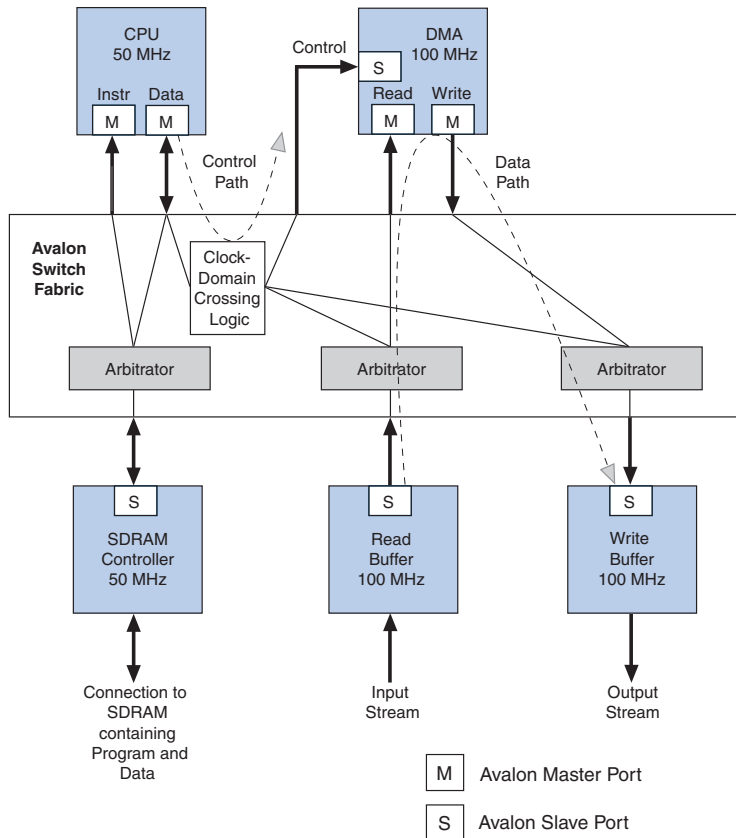 CPU
50 MHz
Instr Data
M M
Control
DMA
100 MHz
S
Read Write
M M
Control
Path
Data
Path
Avalon
Switch
Fabric
Clock-
Domain
Crossing
Logic
Arbitrator
Arbitrator
Arbitrator
S
SDRAM
Controller
50 MHz
S
Read
Buffer
100 MHz
S
Write
Buffer
100 MHz
Connection to
SDRAM
containing
Program and
Data
Input
Stream
Output
Stream
M Avalon Master Port
S Avalon Slave Port